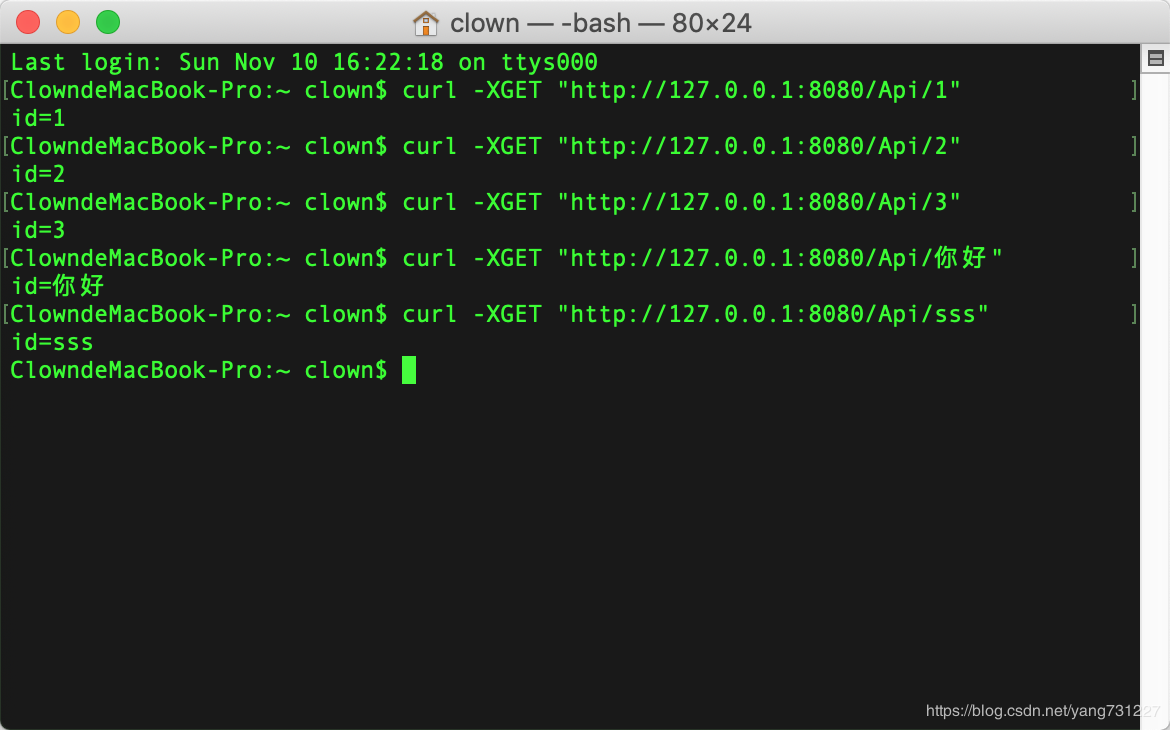 clown — -bash — 80×24
Last login: Sun Nov 10 16:22:18 on ttys000
[ClowndeMacBook-Pro:~ clown$ curl -XGET "http://127.0.0.1:8080/Api/1" ]
id=1
[ClowndeMacBook-Pro:~ clown$ curl -XGET "http://127.0.0.1:8080/Api/2" ]
id=2
[ClowndeMacBook-Pro:~ clown$ curl -XGET "http://127.0.0.1:8080/Api/3" ]
id=3
[ClowndeMacBook-Pro:~ clown$ curl -XGET "http://127.0.0.1:8080/Api/你好" ]
id=你好
[ClowndeMacBook-Pro:~ clown$ curl -XGET "http://127.0.0.1:8080/Api/sss" ]
id=sss
ClowndeMacBook-Pro:~ clown$
https://blog.csdn.net/yang731227